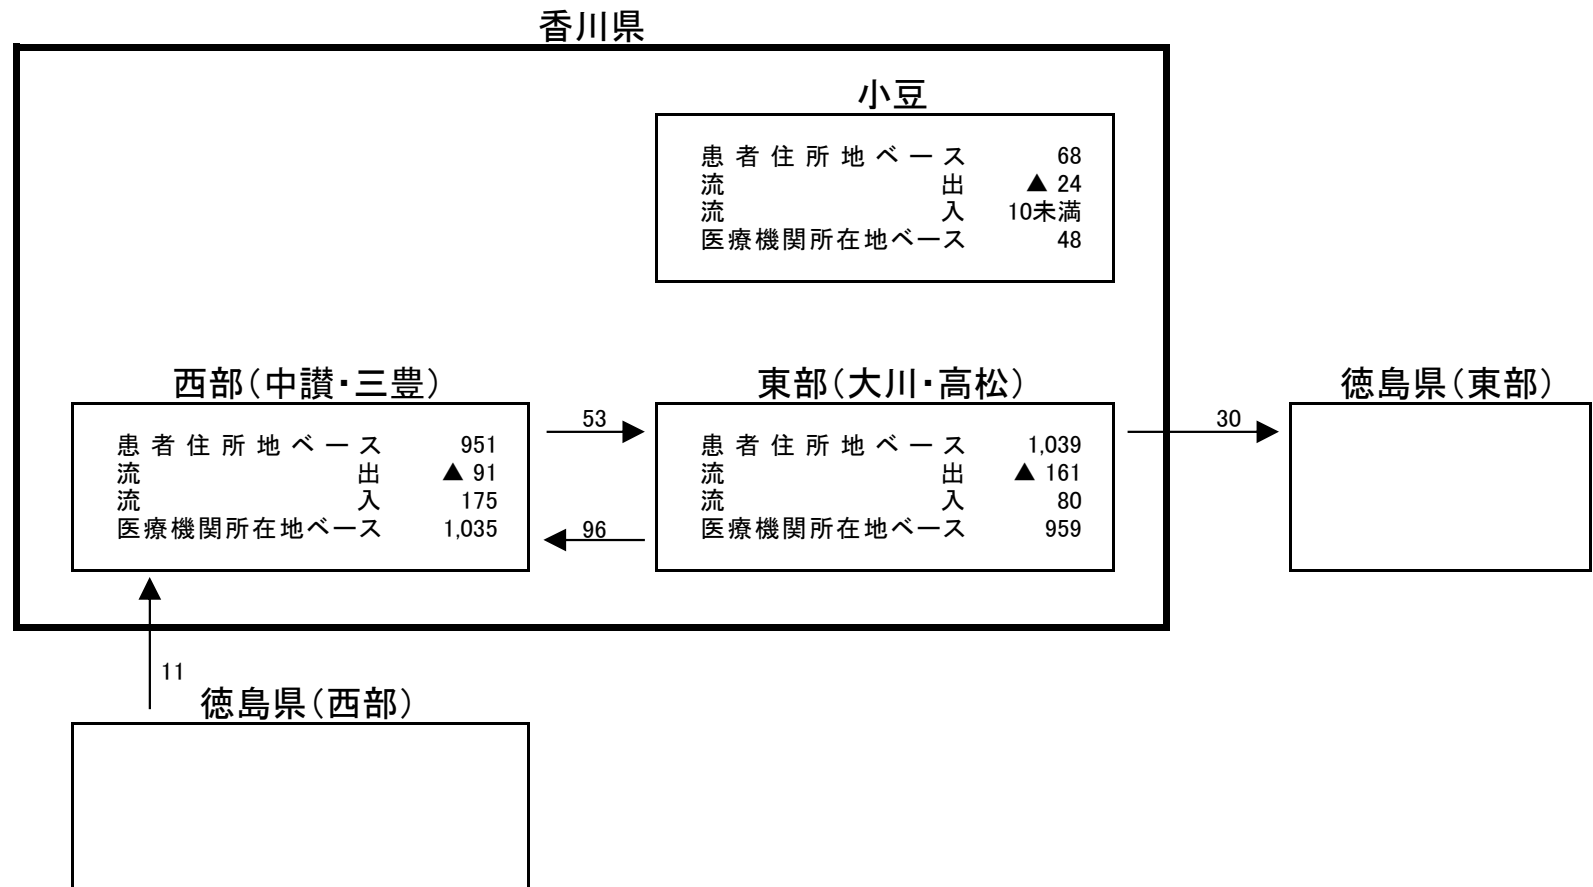 香川県
小豆
患者住所地ベース 68
流出 ▲ 24
流入 10未満
医療機関所在地ベース 48
西部(中讃・三豊)
患者住所地ベース 951
流出 ▲ 91
流入 175
医療機関所在地ベース 1,035
53
96
東部(大川・高松)
患者住所地ベース 1,039
流出 ▲ 161
流入 80
医療機関所在地ベース 959
30
徳島県(東部)
11
徳島県(西部)